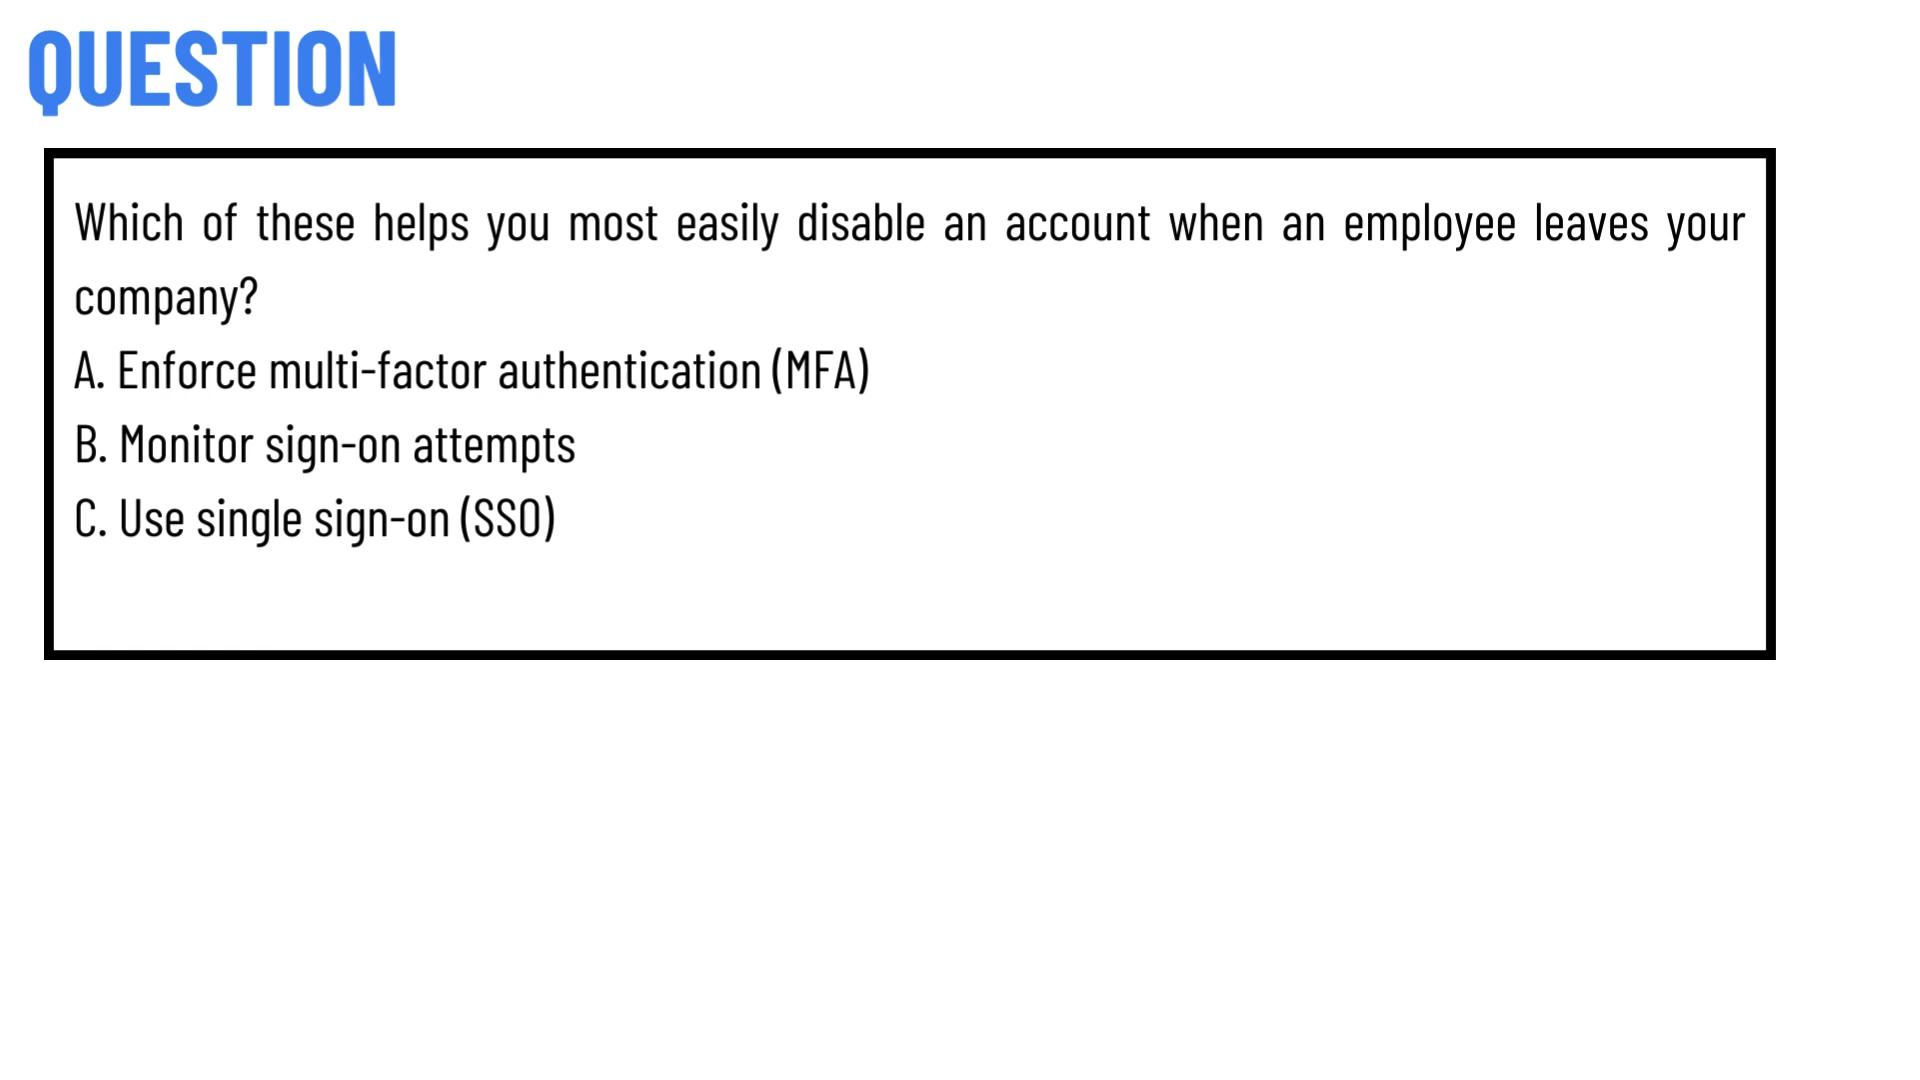 QUESTION
Which of these helps you most easily disable an account when an employee leaves your
company?
A. Enforce multi-factor authentication (MFA)
B. Monitor sign-on attempts
C. Use single sign-on (SSO)